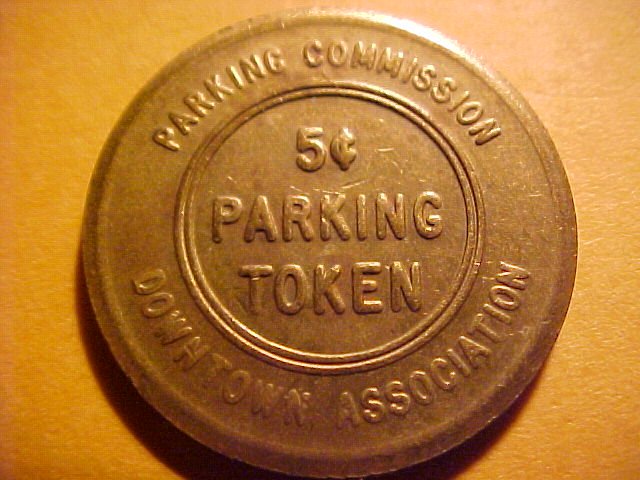 PARKING COMMISSION
5¢
PARKING
TOKEN
DOWNTOWN ASSOCIATION